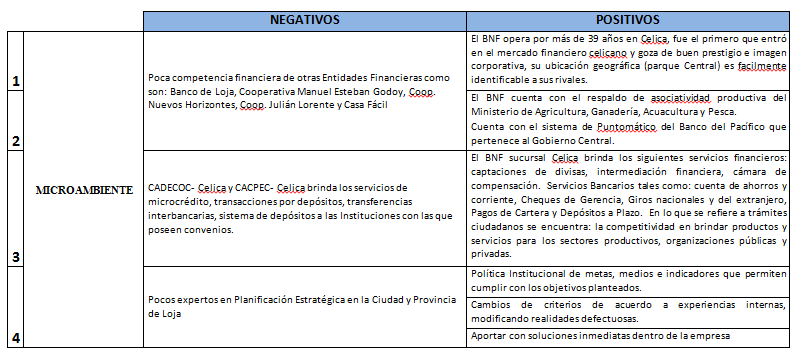 NEGATIVOS
POSITIVOS
1
2
3
4
MICROAMBIENTE
Poca competencia financiera de otras Entidades Financieras como
son: Banco de Loja, Cooperativa Manuel Esteban Godoy, Coop.
Nuevos Horizontes, Coop. Julián Lorente y Casa Fácil
El BNF opera por más de 39 años en Celica, fue el primero que entró
en el mercado financiero celicano y goza de buen prestigio e imagen
corporativa, su ubicación geográfica (parque Central) es facilmente
identificable a sus rivales.
El BNF cuenta con el respaldo de asociatividad productiva del
Ministerio de Agricultura, Ganadería, Acuacultura y Pesca.
Cuenta con el sistema de Puntomático del Banco del Pacífico que
pertenece al Gobierno Central.
CADECOC- Celica y CACPEC- Celica brinda los servicios de
microcrédito, transacciones por depósitos, transferencias
interbancarias, sistema de depósitos a las Instituciones con las que
poseen convenios.
El BNF sucursal Celica brinda los siguientes servicios financieros:
captaciones de divisas, intermediación financiera, cámara de
compensación. Servicios Bancarios tales como: cuenta de ahorros y
corriente, Cheques de Gerencia, Giros nacionales y del extranjero,
Pagos de Cartera y Depósitos a Plazo. En lo que se refiere a trámites
ciudadanos se encuentra: la competitividad en brindar productos y
servicios para los sectores productivos, organizaciones públicas y
privadas.
Pocos expertos en Planificación Estratégica en la Ciudad y Provincia
de Loja
Política Institucional de metas, medios e indicadores que permiten
cumplir con los objetivos planteados.
Cambios de criterios de acuerdo a experiencias internas,
modificando realidades defectuosas.
Aportar con soluciones inmediatas dentro de la empresa